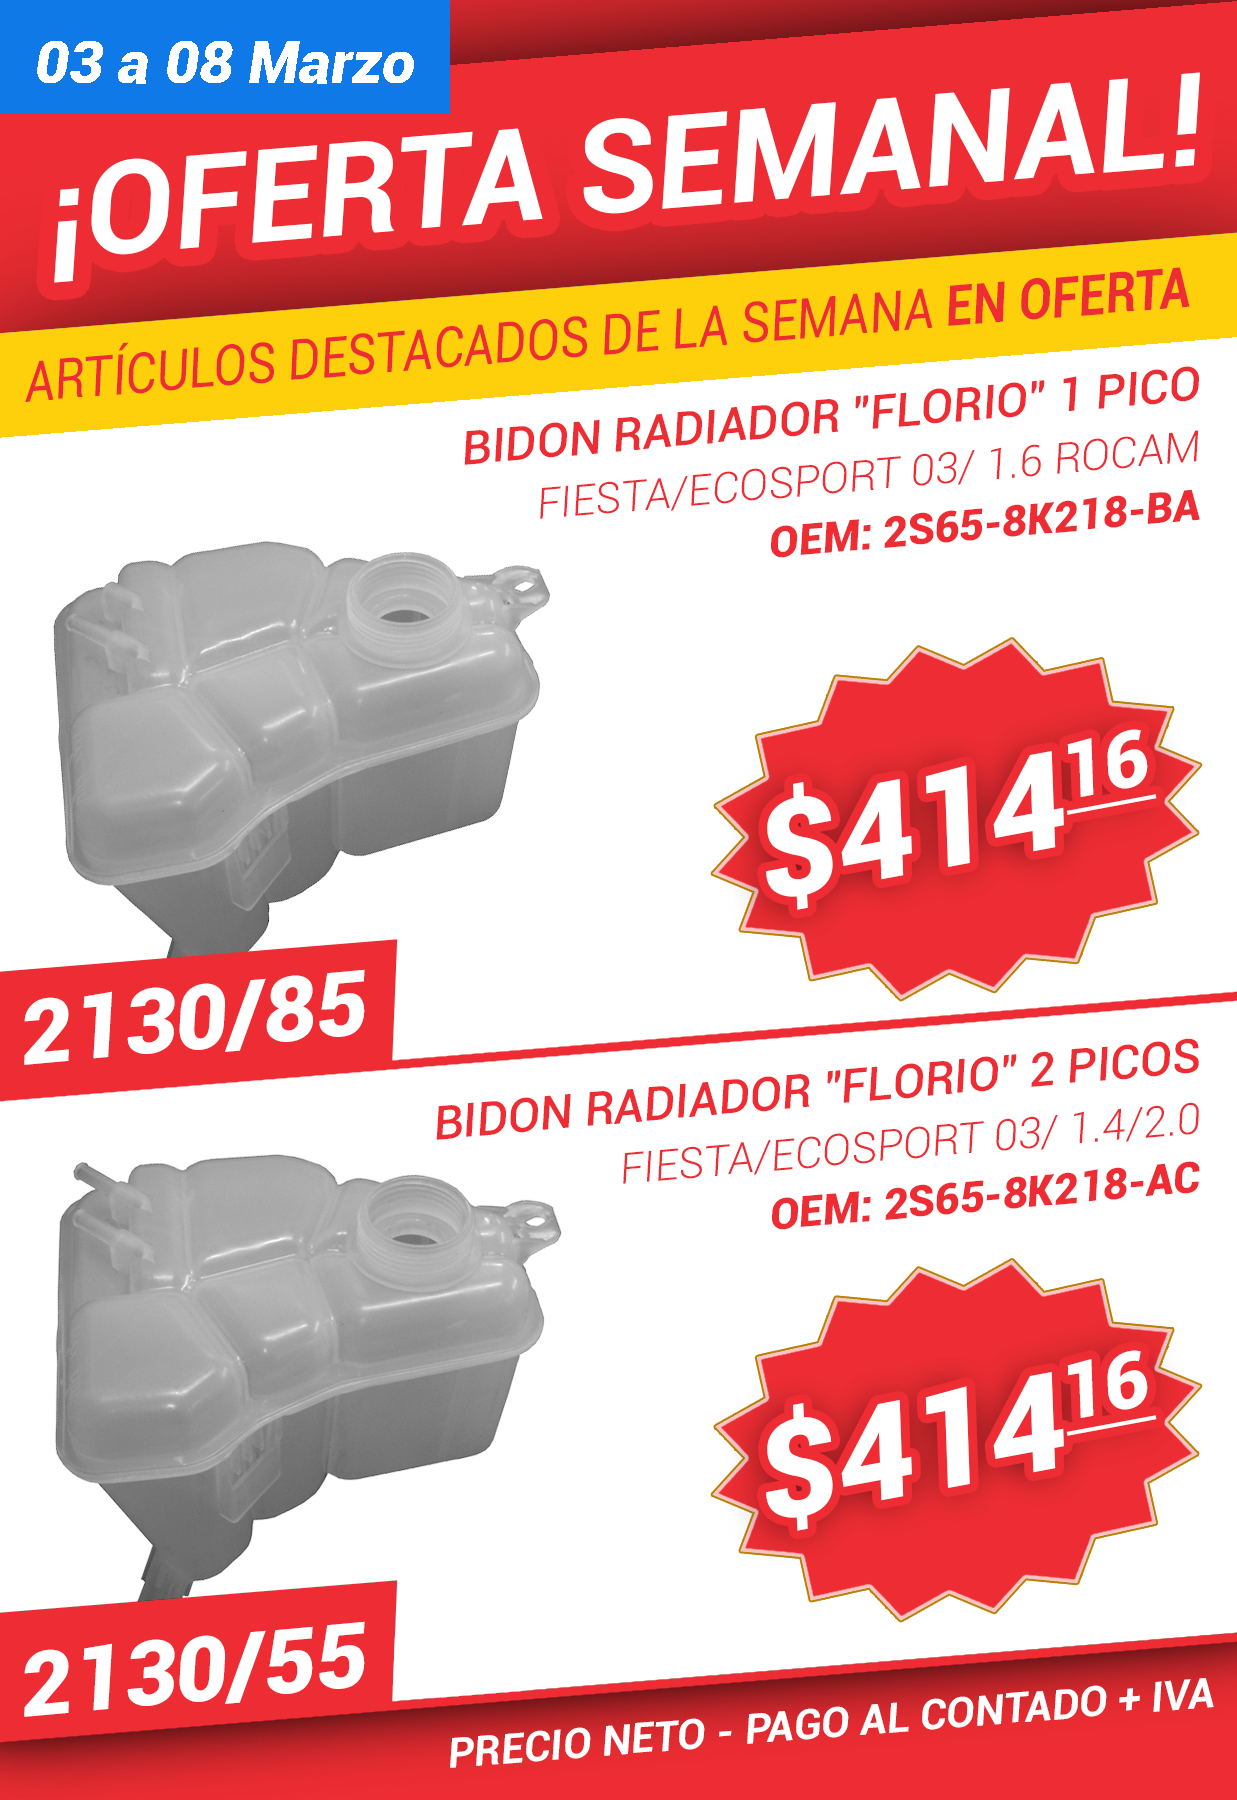 03 a 08 Marzo
¡OFERTA SEMANAL!
ARTÍCULOS DESTACADOS DE LA SEMANA EN OFERTA
BIDON RADIADOR "FLORIO" 1 PICO
FIESTA/ECOSPORT 03/ 1.6 ROCAM
OEM: 2S65-8K218-BA
$41416
2130/85
BIDON RADIADOR "FLORIO" 2 PICOS
FIESTA/ECOSPORT 03/ 1.4/2.0
OEM: 2S65-8K218-AC
$41416
2130/55
PRECIO NETO - PAGO AL CONTADO + IVA